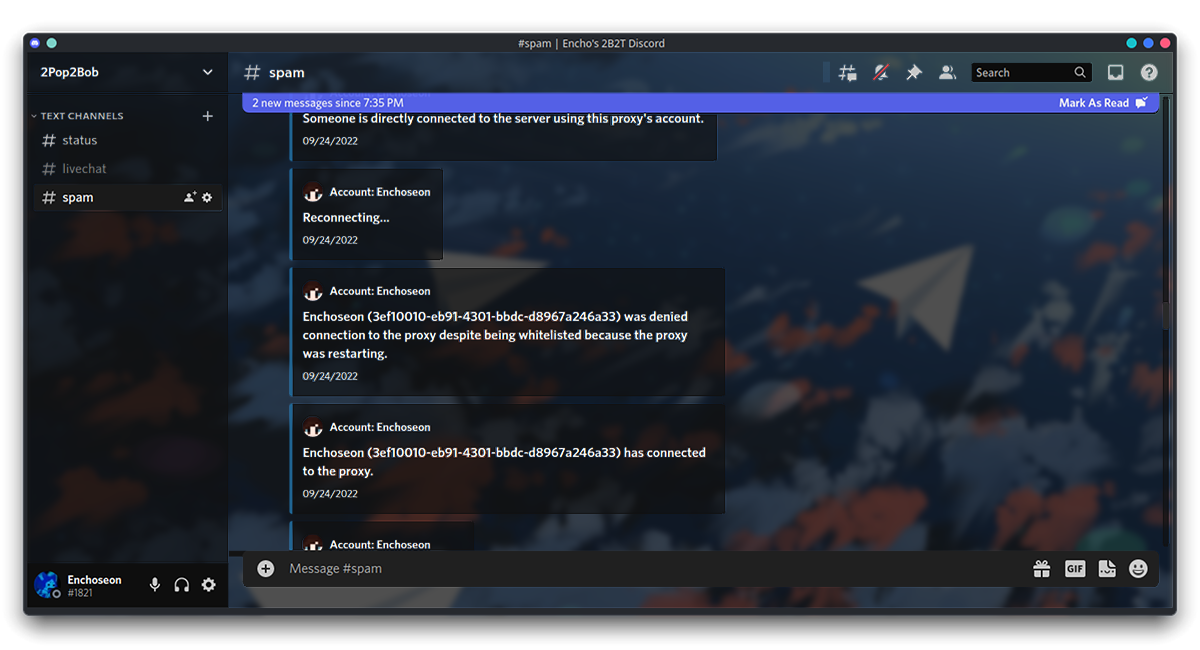 #spam | Encho's 2B2T Discord
2Pop2Bob
spam
Search
2 new messages since 7:35 PM
Mark As Read
TEXT CHANNELS
status
livechat
spam
Someone is directly connected to the server using this proxy's account.
09/24/2022
Account: Enchoseon
Reconnecting...
09/24/2022
Account: Enchoseon
Enchoseon (3ef10010-eb91-4301-bbdc-d8967a246a33) was denied
connection to the proxy despite being whitelisted because the proxy
was restarting.
09/24/2022
Account: Enchoseon
Enchoseon (3ef10010-eb91-4301-bbdc-d8967a246a33) has connected
to the proxy.
09/24/2022
Account: Enchoseon
Message #spam
GIF
Enchoseon
#1821